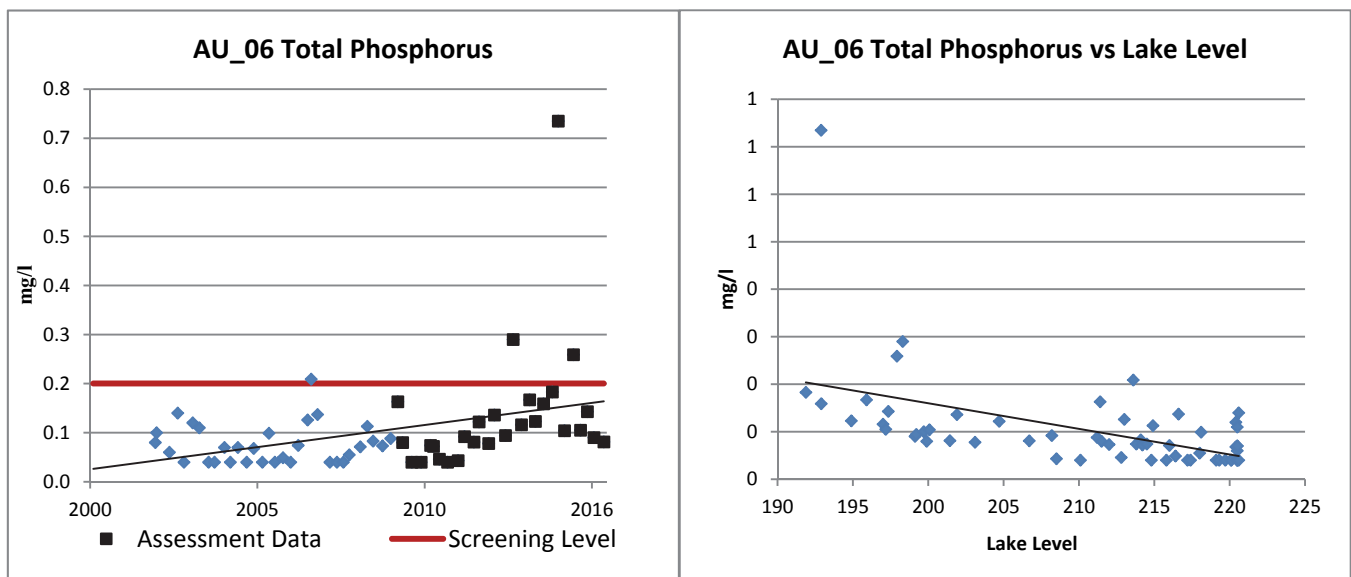 AU_06 Total Phosphorus
0.8
0.7
0.6
0.5
0.4
0.3
0.2
0.1
0.0
mg/l
2000 2005 2010 2016
Assessment Data Screening Level
AU_06 Total Phosphorus vs Lake Level
1
1
1
1
0
0
0
0
0
mg/l
190 195 200 205 210 215 220 225
Lake Level